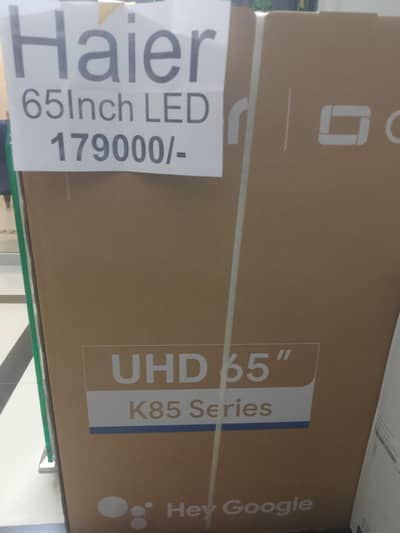 Haier
65Inch LED
179000/-
UHD 65"
K85 Series
Hey Google